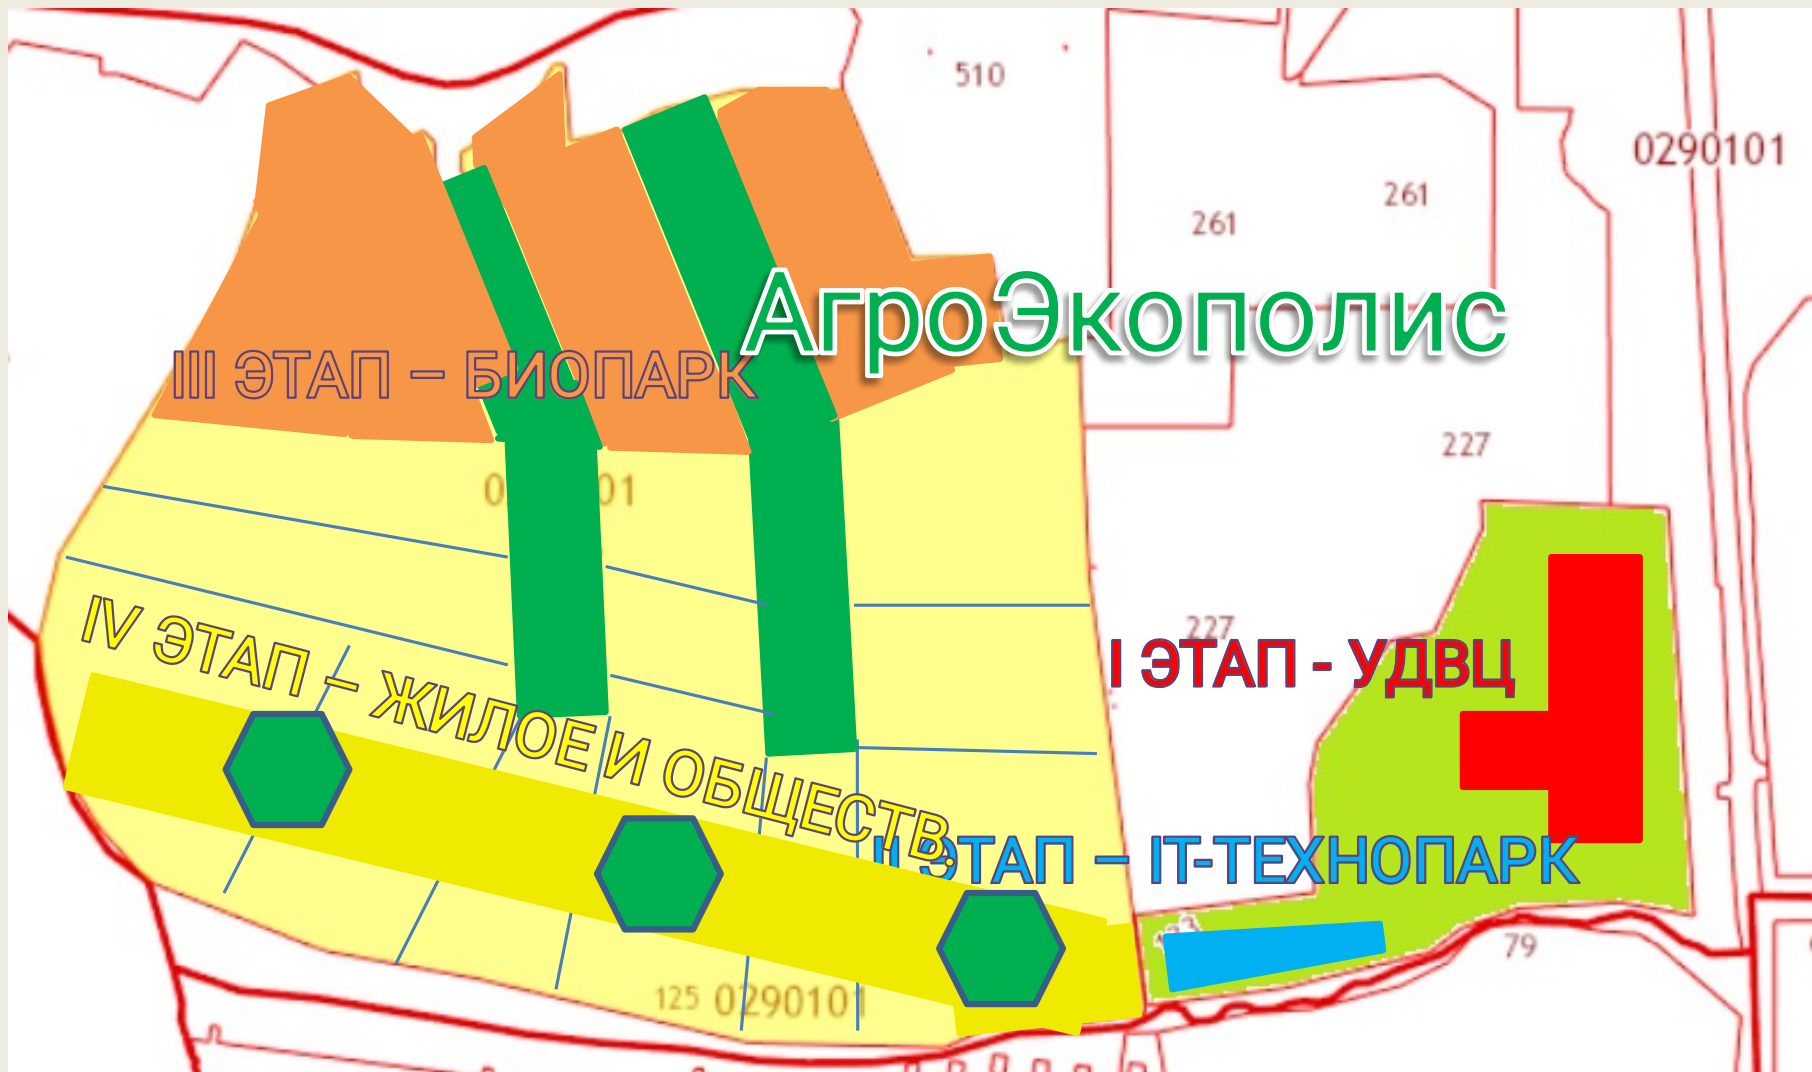 510
0290101
261
261
АгроЭкополис
III ЭТАП – БИОПАРК
227
227
I ЭТАП - УДВЦ
IV ЭТАП – ЖИЛОЕ И ОБЩЕСТВ.
II ЭТАП – IT-ТЕХНОПАРК
79
125
0290101